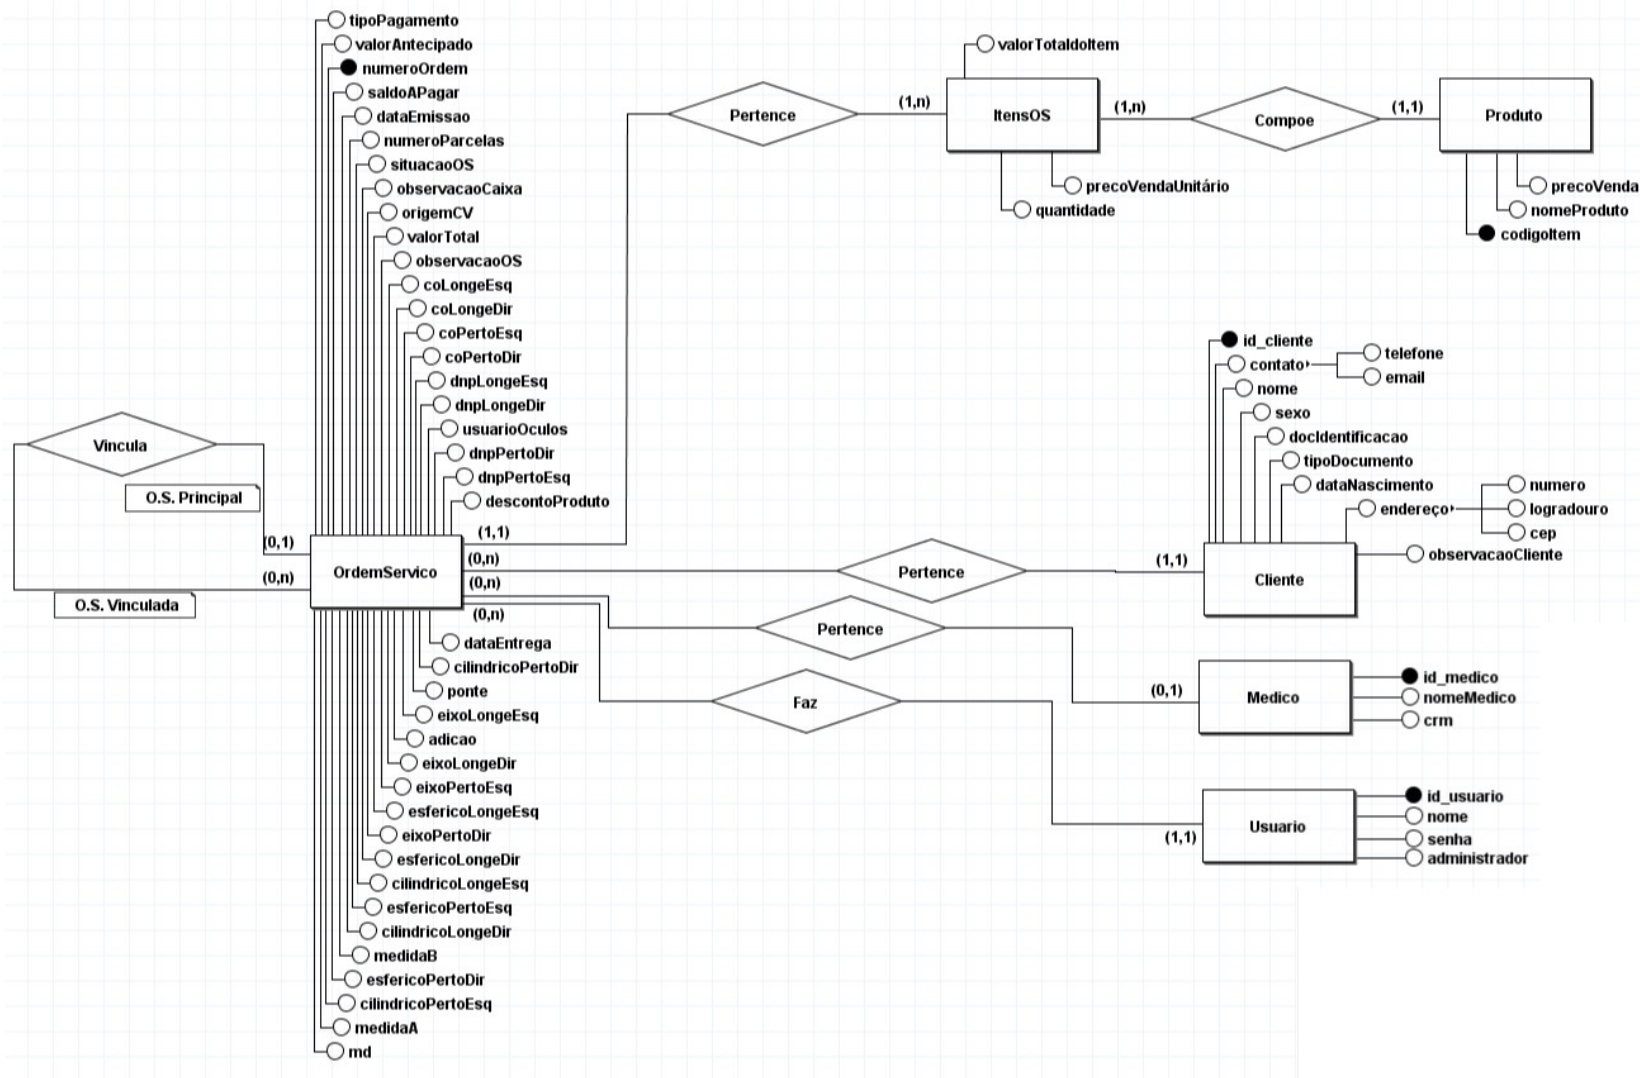 tipoPagamento
valorAntecipado
numeroOrdem
saldoAPagar
dataEmissao
numeroParcelas
situacaoOS
observacaoCaixa
origemCV
valorTotal
observacaoOS
coLongeEsq
coLongeDir
coPertoEsq
coPertoDir
dnpLongeEsq
dnpLongeDir
usuarioOculos
dnpPertoDir
dnpPertoEsq
descontoProduto
Vincula
O.S. Principal
(0,1)
(0,n)
O.S. Vinculada
OrdemServico
(1,1)
(0,n)
(0,n)
(0,n)
dataEntrega
cilindricoPertoDir
ponte
eixoLongeEsq
adicao
eixoLongeDir
eixoPertoEsq
esfericoLongeEsq
eixoPertoDir
esfericoLongeDir
cilindricoLongeEsq
esfericoPertoEsq
cilindricoLongeDir
medidaB
esfericoPertoDir
cilindricoPertoEsq
medidaA
md
Pertence
(1,n)
valorTotaldoItem
ItensOS
precoVendaUnitário
quantidade
(1,n)
Compoe
(1,1)
Produto
precoVenda
nomeProduto
codigoItem
id_cliente
contato
telefone
email
nome
sexo
docIdentificacao
tipoDocumento
dataNascimento
endereço
numero
logradouro
cep
observacaoCliente
Pertence
(1,1)
Cliente
Pertence
(0,1)
Medico
id_medico
nomeMedico
crm
Faz
(1,1)
Usuario
id_usuario
nome
senha
administrador